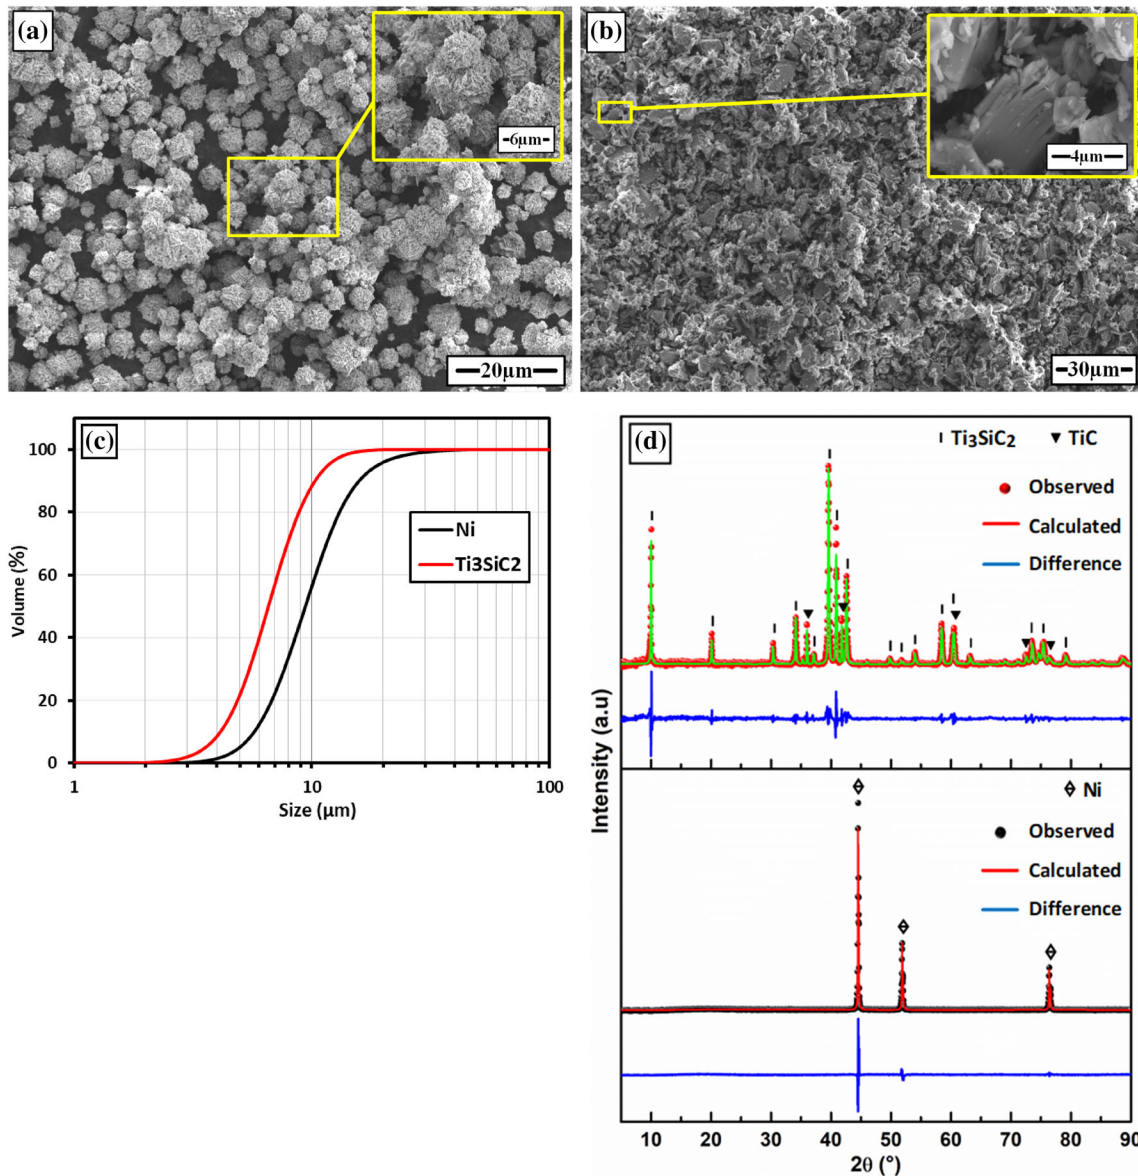 (a)
6μm
20μm
(b)
4μm
30μm
(c)
100
80
60
40
20
0
Volume (%)
Ni
Ti3SiC2
1
10
100
Size (μm)
(d)
Ti₃SiC₂
TiC
Observed
Calculated
Difference
Ni
Observed
Calculated
Difference
Intensity (a.u)
10 20 30 40 50 60 70 80 90
2θ (°)